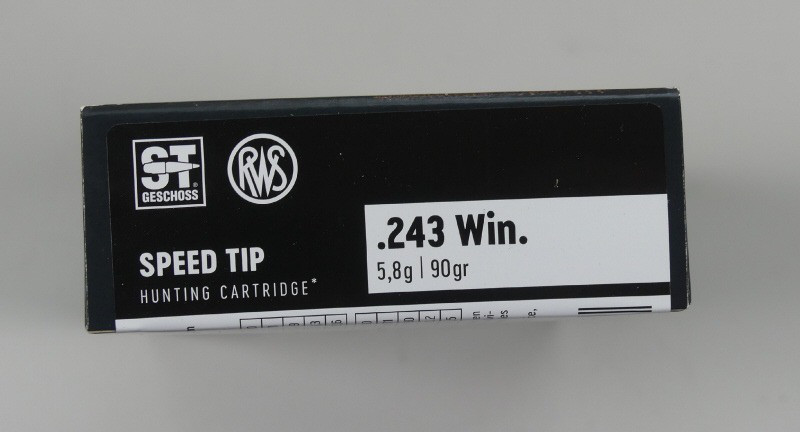 ST
GESCHOSS
RWS
SPEED TIP
HUNTING CARTRIDGE*
.243 Win.
5,8g | 90gr